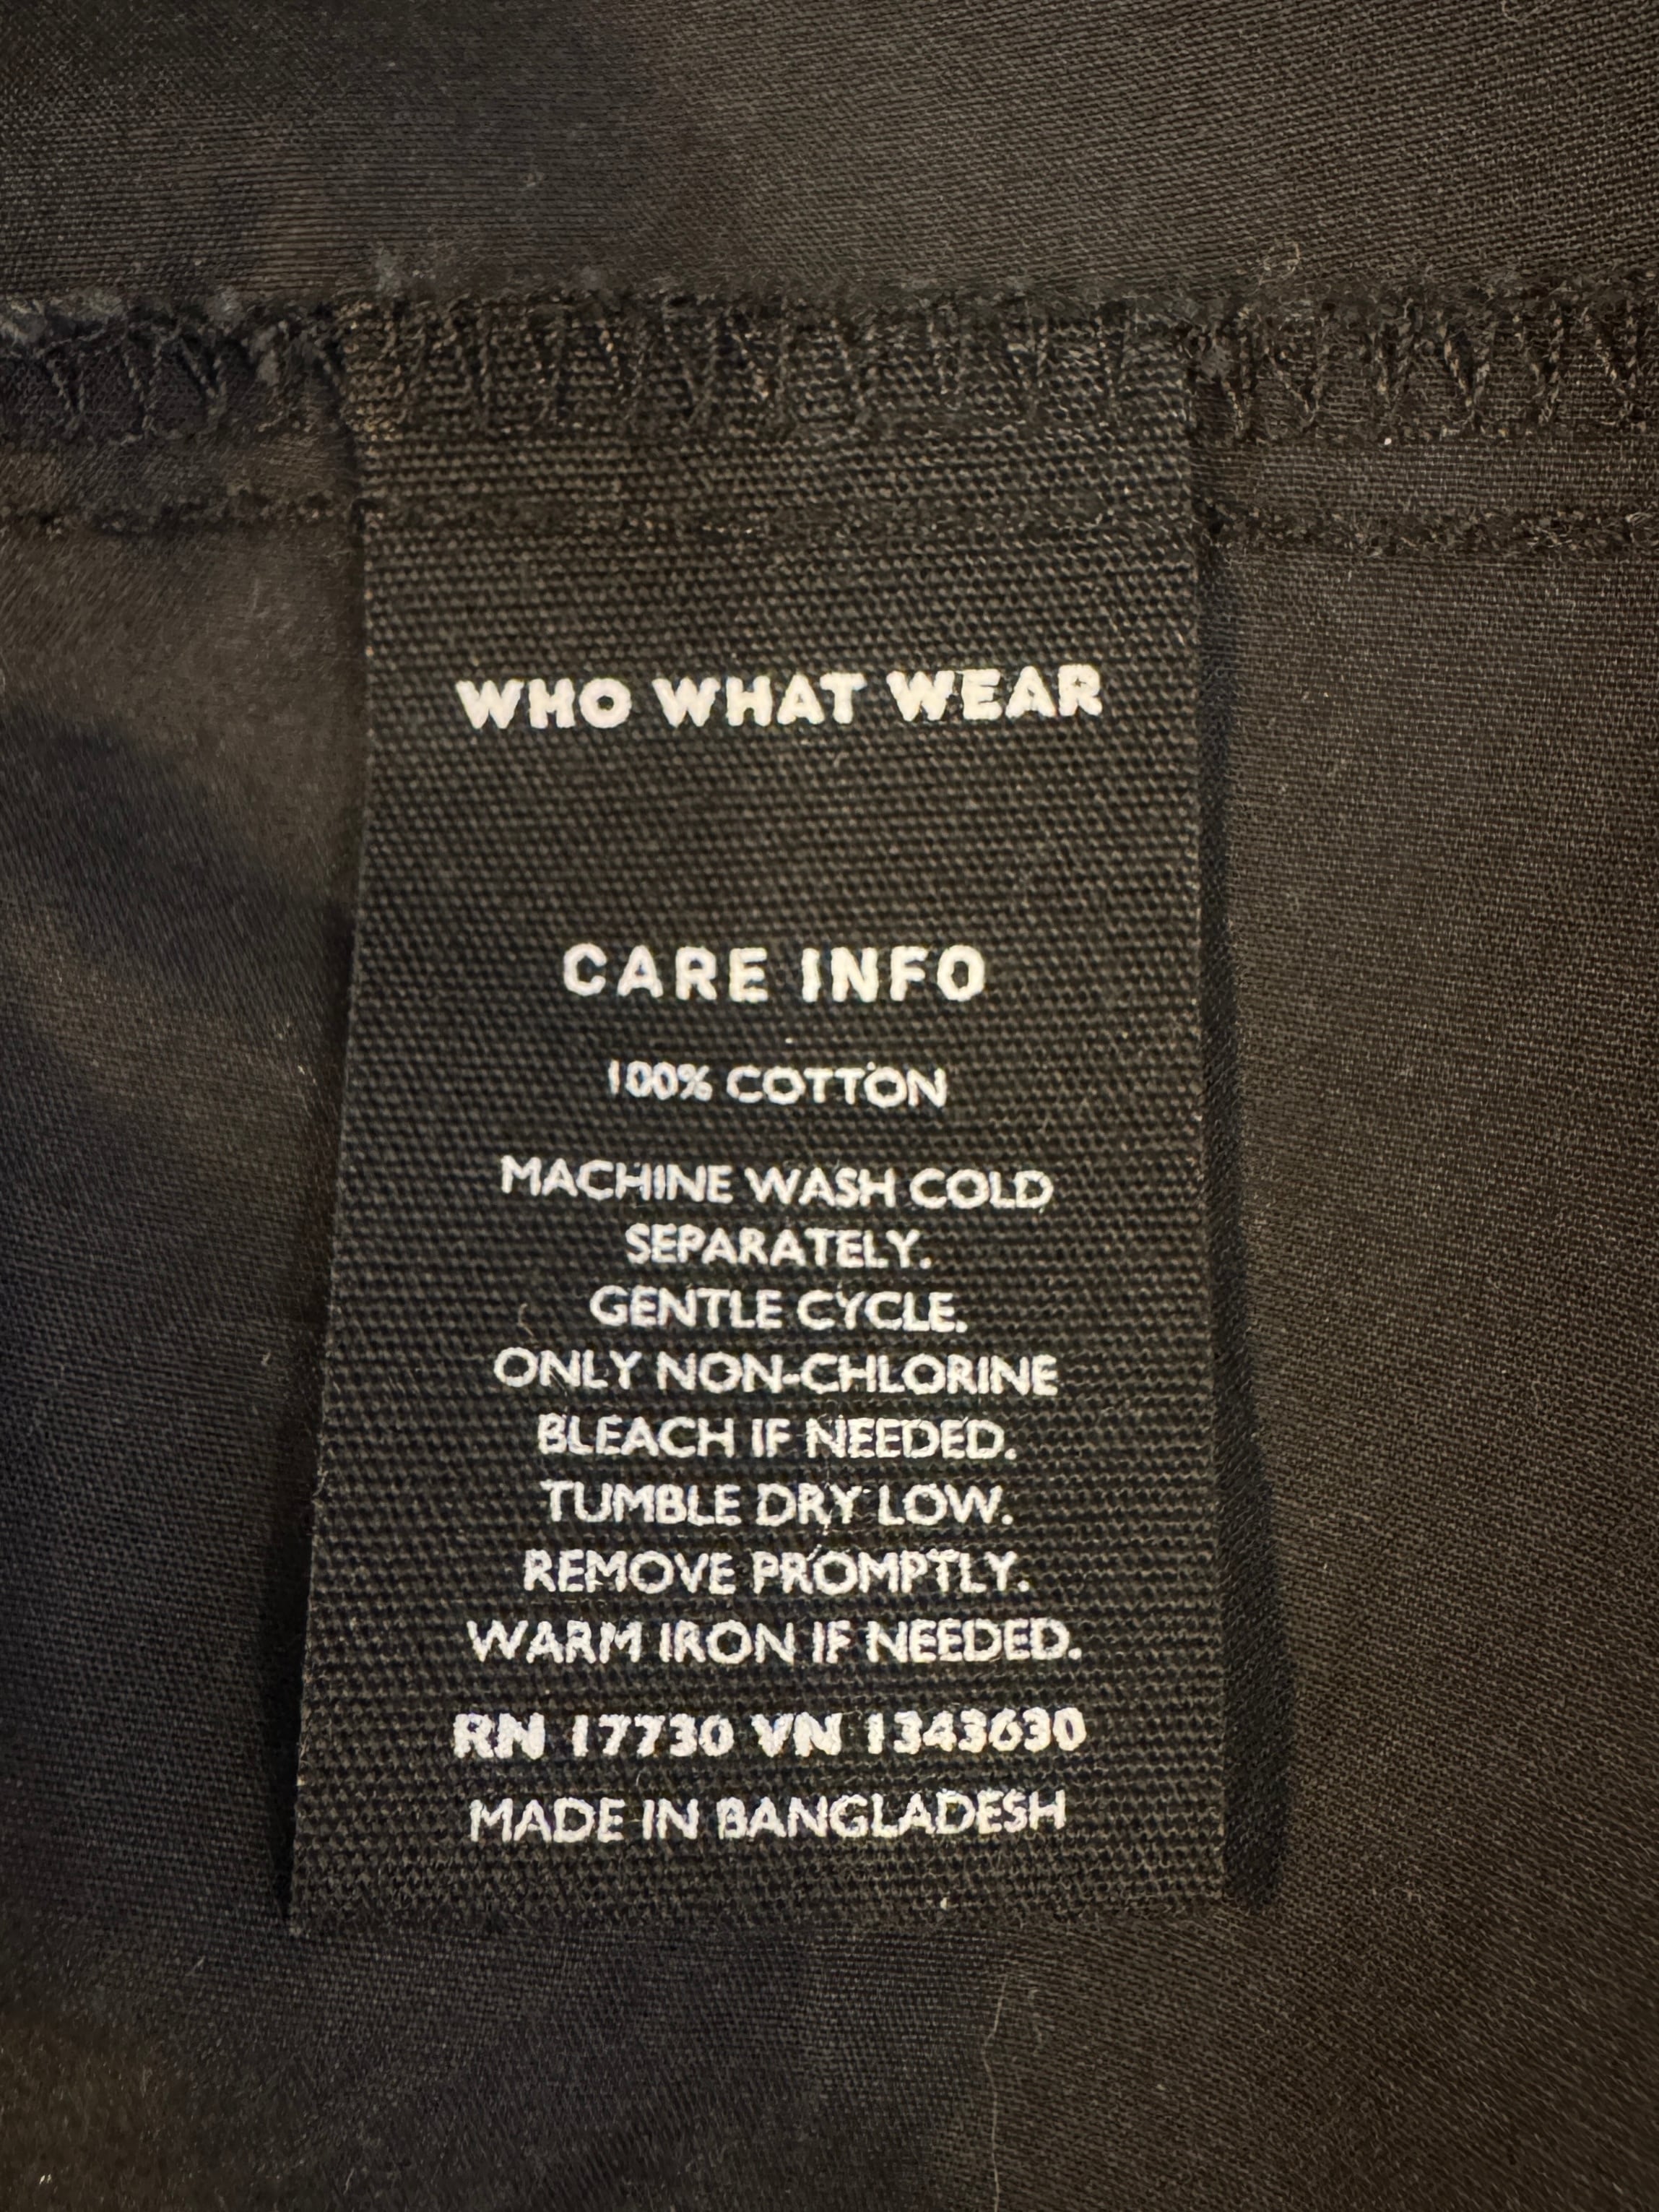 WHO WHAT WEAR
CARE INFO
100% COTTON
MACHINE WASH COLD
SEPARATELY.
GENTLE CYCLE.
ONLY NON-CHLORINE
BLEACH IF NEEDED.
TUMBLE DRY LOW.
REMOVE PROMPTLY.
WARM IRON IF NEEDED.
RN 17730 VN 1343630
MADE IN BANGLADESH